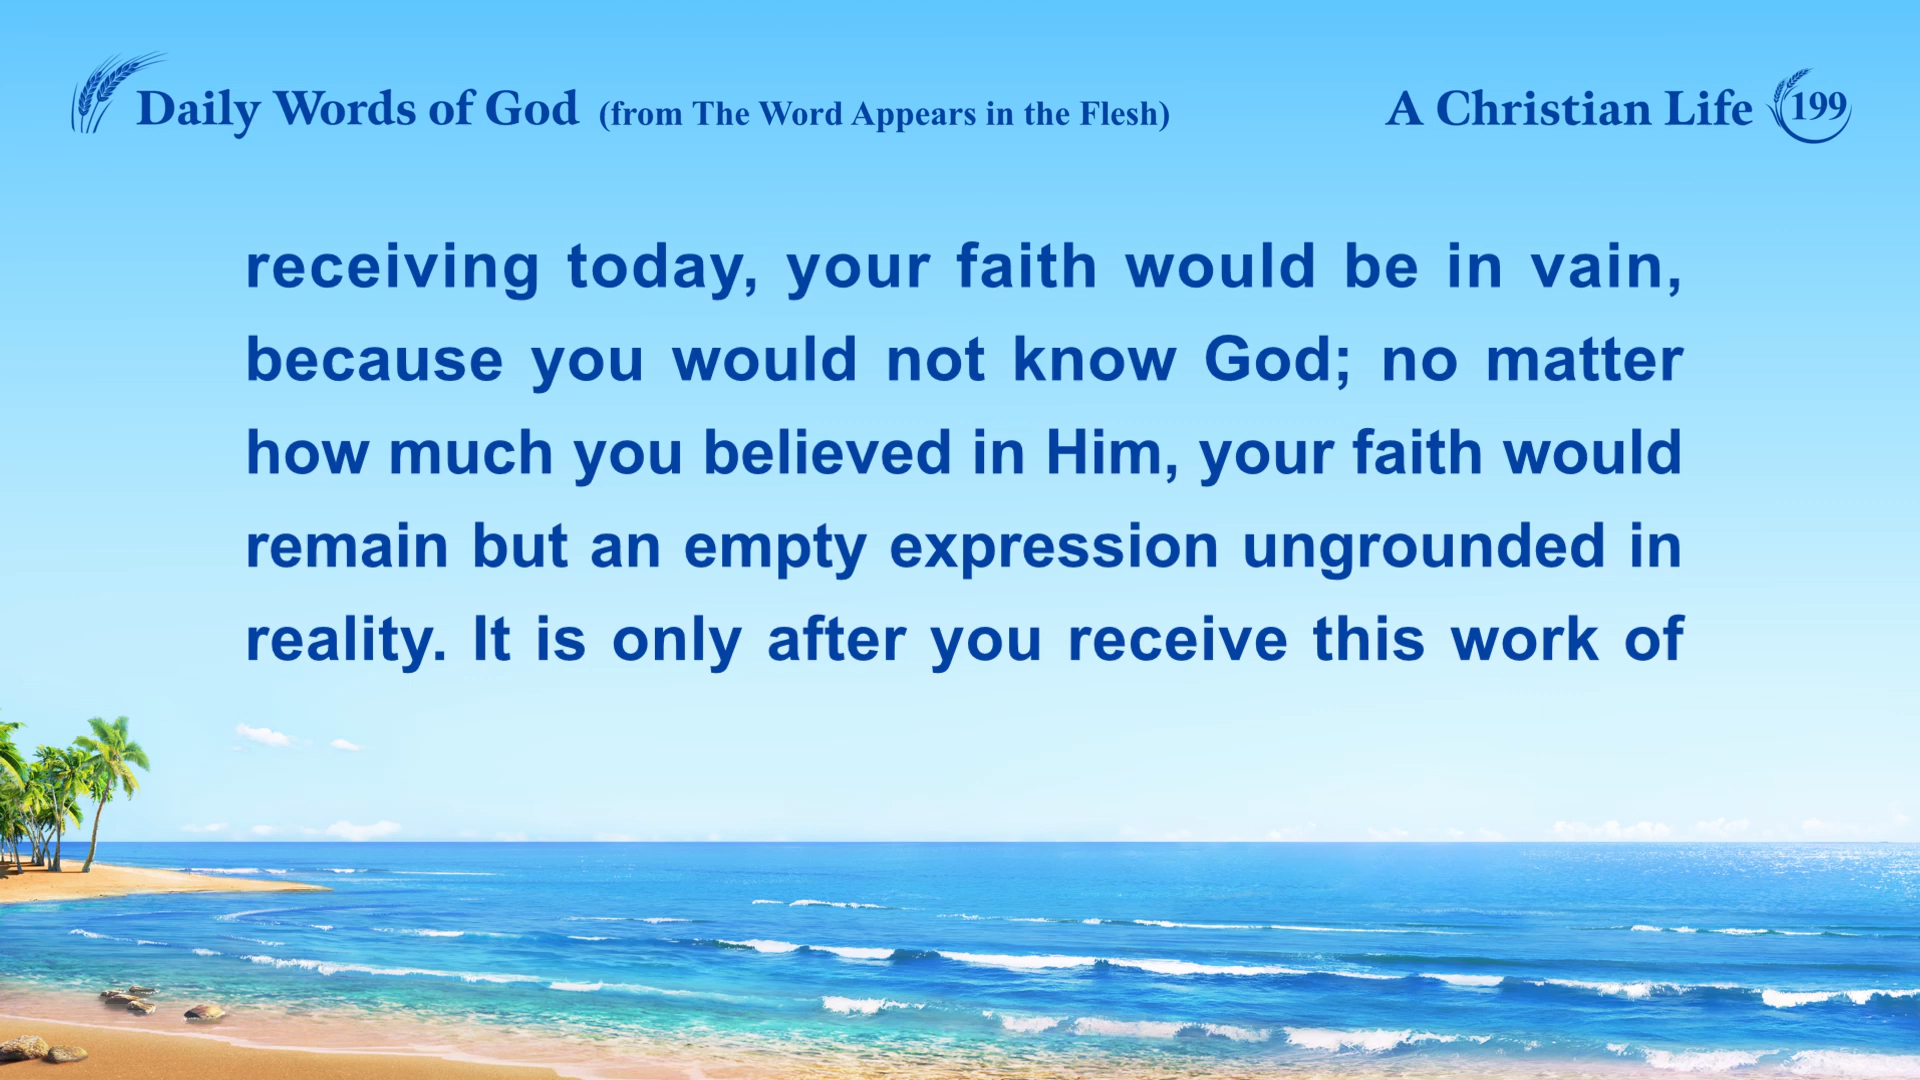 Daily Words of God (from The Word Appears in the Flesh)
A Christian Life 199
receiving today, your faith would be in vain,
because you would not know God; no matter
how much you believed in Him, your faith would
remain but an empty expression ungrounded in
reality. It is only after you receive this work of